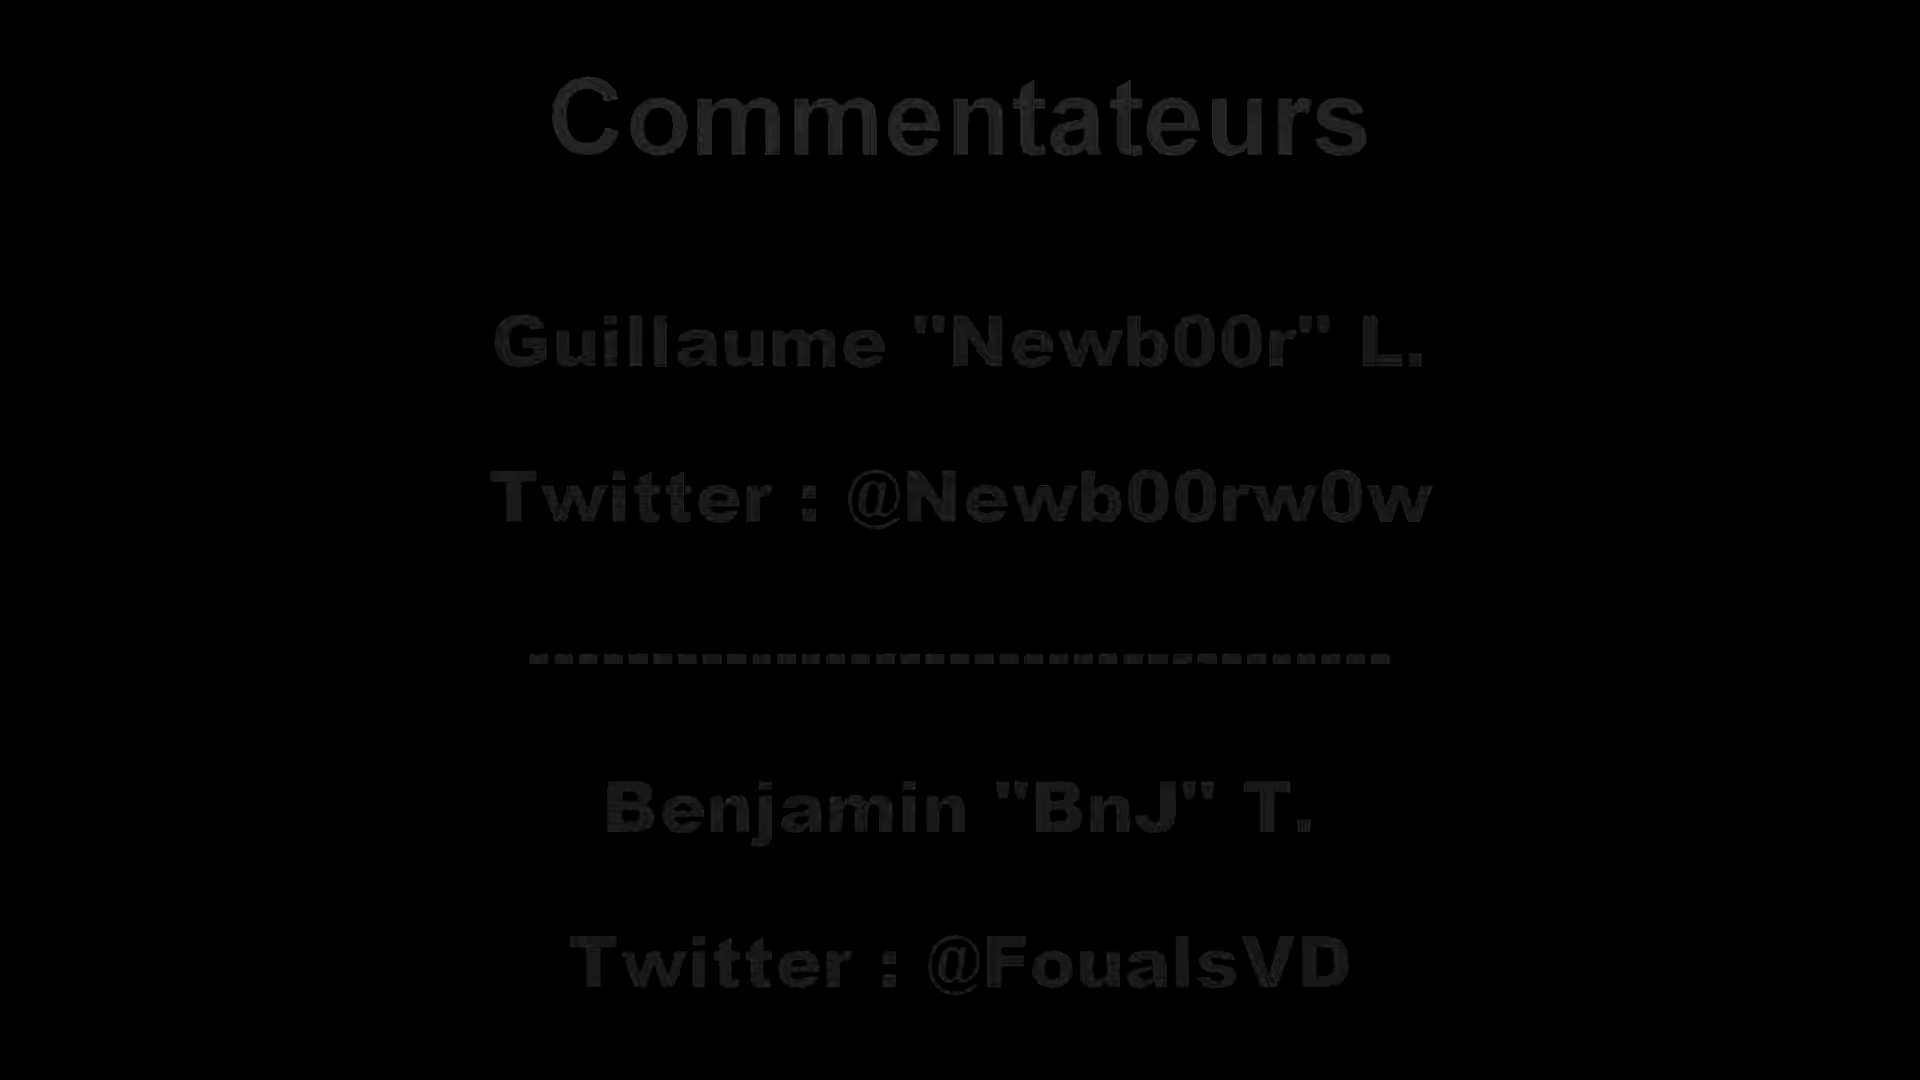 Commentateurs
Guillaume "Newb00r" L.
Twitter : @Newb00rw0w
-----------------------------------
Benjamin "BnJ" T.
Twitter : @FoualsVD